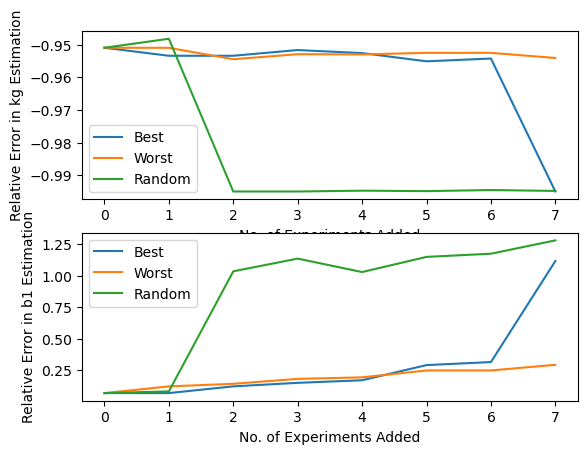 Relative Error in kg Estimation
−0.95
−0.96
−0.97
−0.98
−0.99
Best
Worst
Random
0 1 2 3 4 5 6 7
No. of Experiments Added
Relative Error in b1 Estimation
1.25
1.00
0.75
0.50
0.25
Best
Worst
Random
0 1 2 3 4 5 6 7
No. of Experiments Added